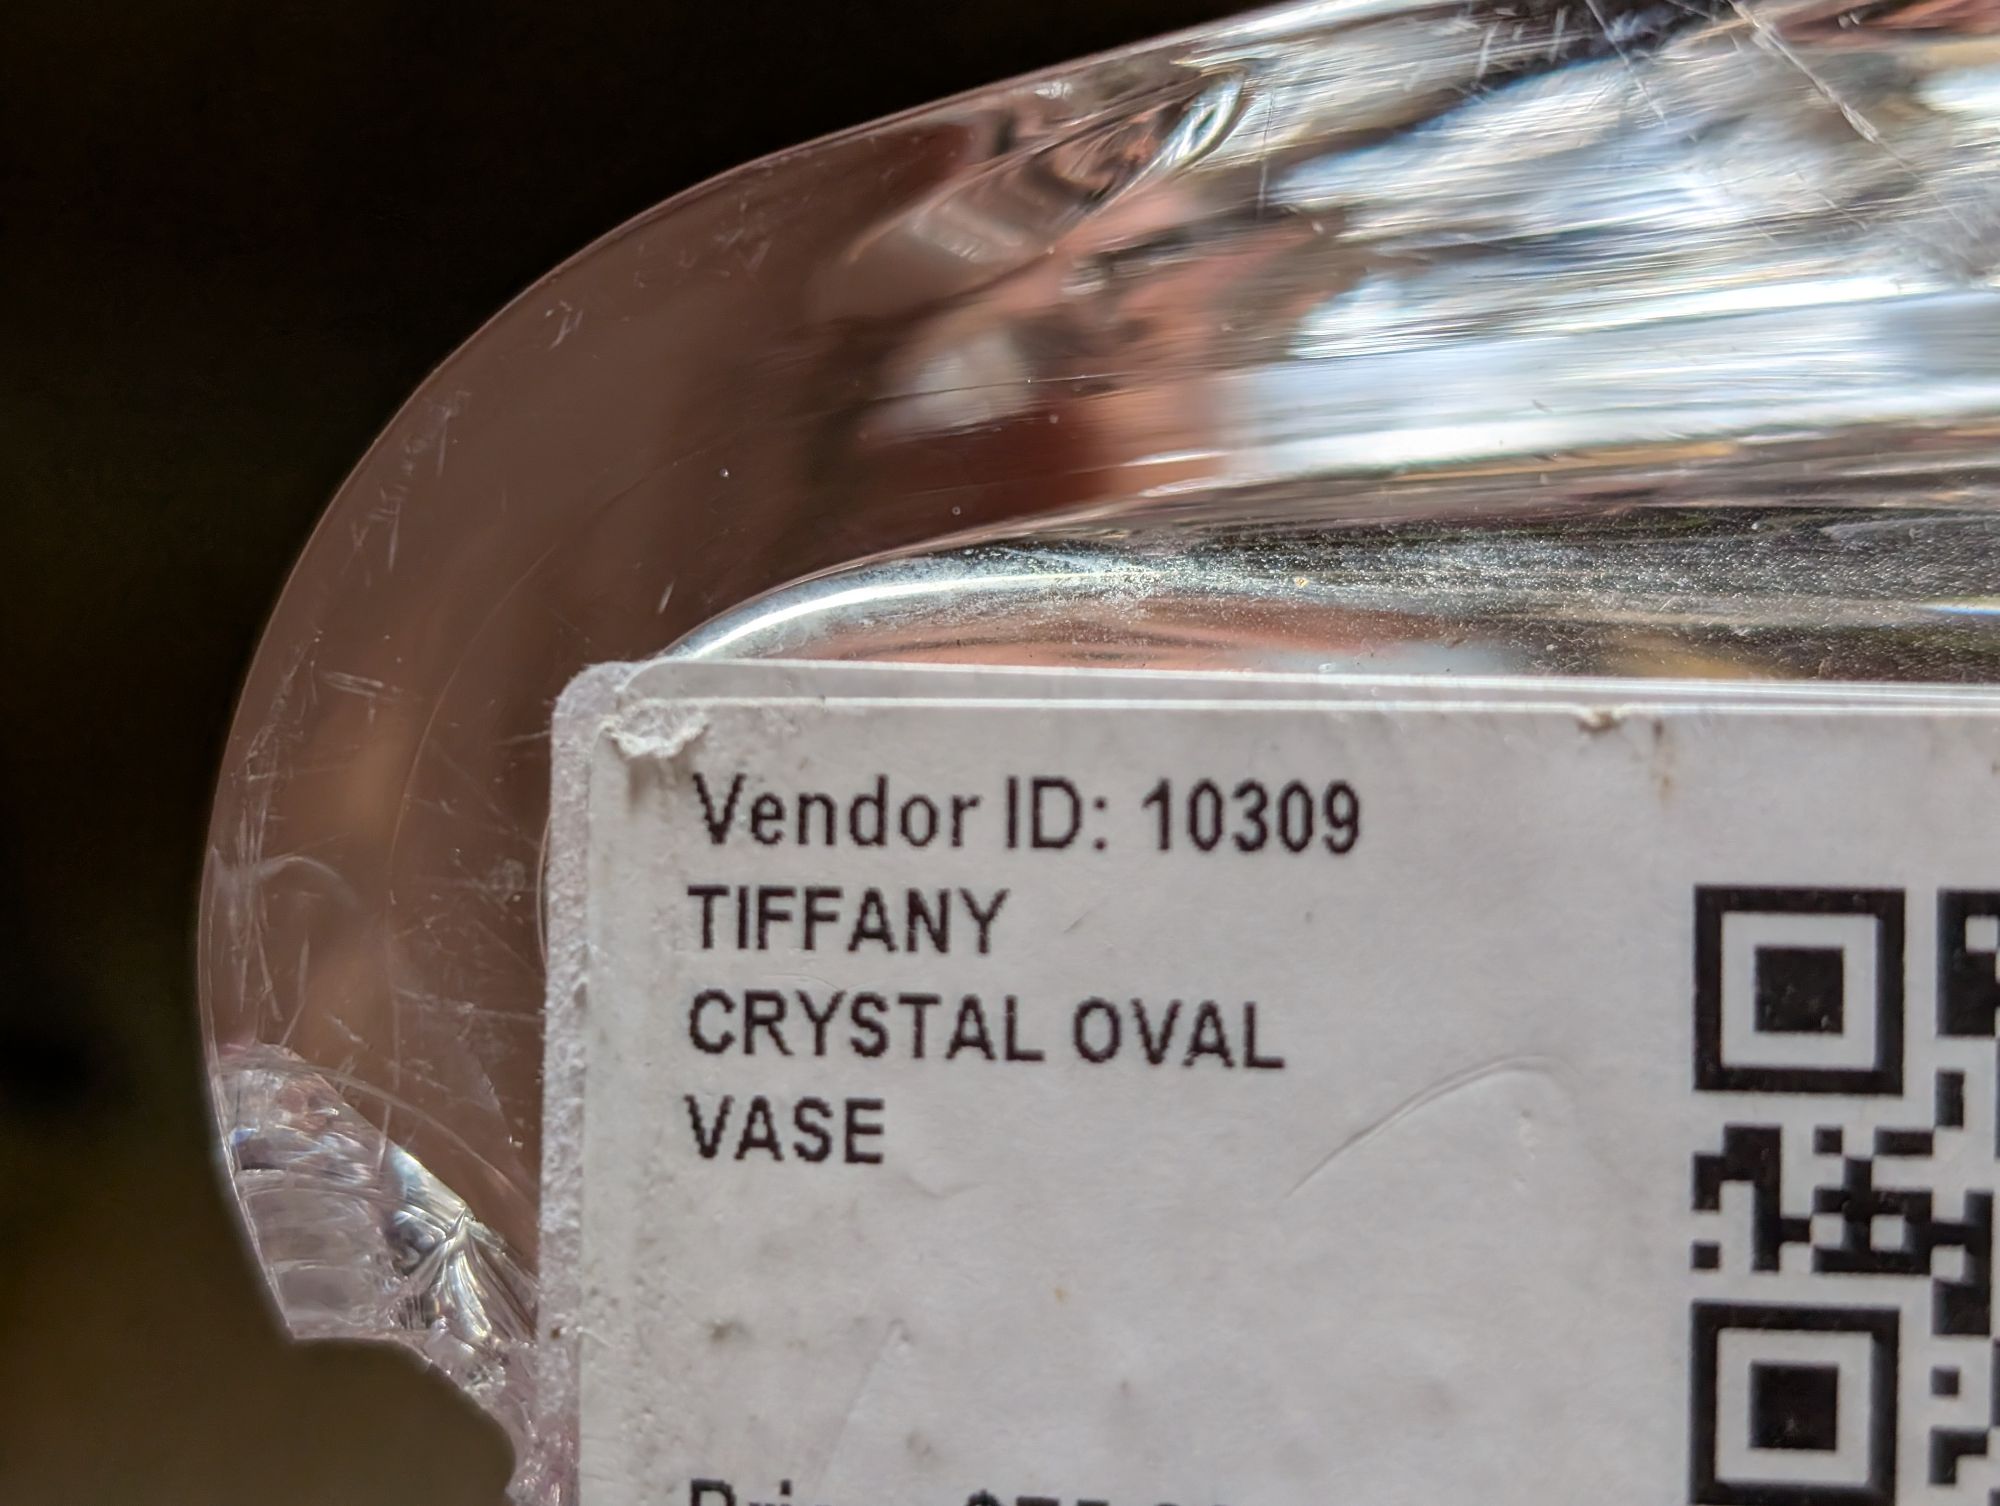 Vendor ID: 10309
TIFFANY
CRYSTAL OVAL
VASE